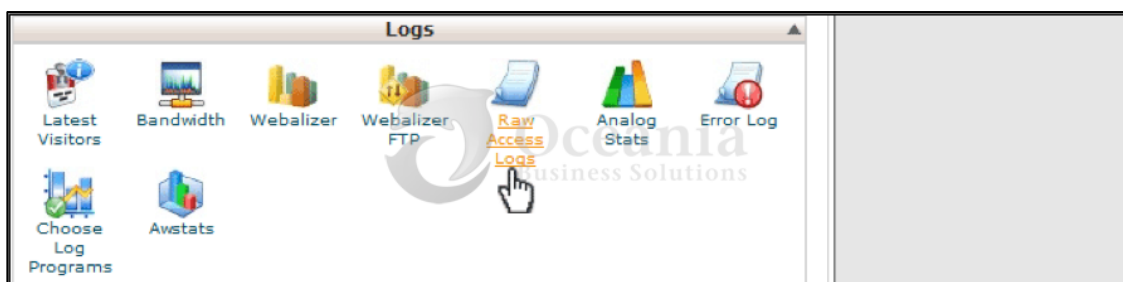 Logs
Latest
Visitors
Bandwidth
Webalizer
Webalizer
FTP
Raw
Access
Logs
Analog
Stats
Error Log
Choose
Log
Programs
Awstats
Oceania
Business Solutions